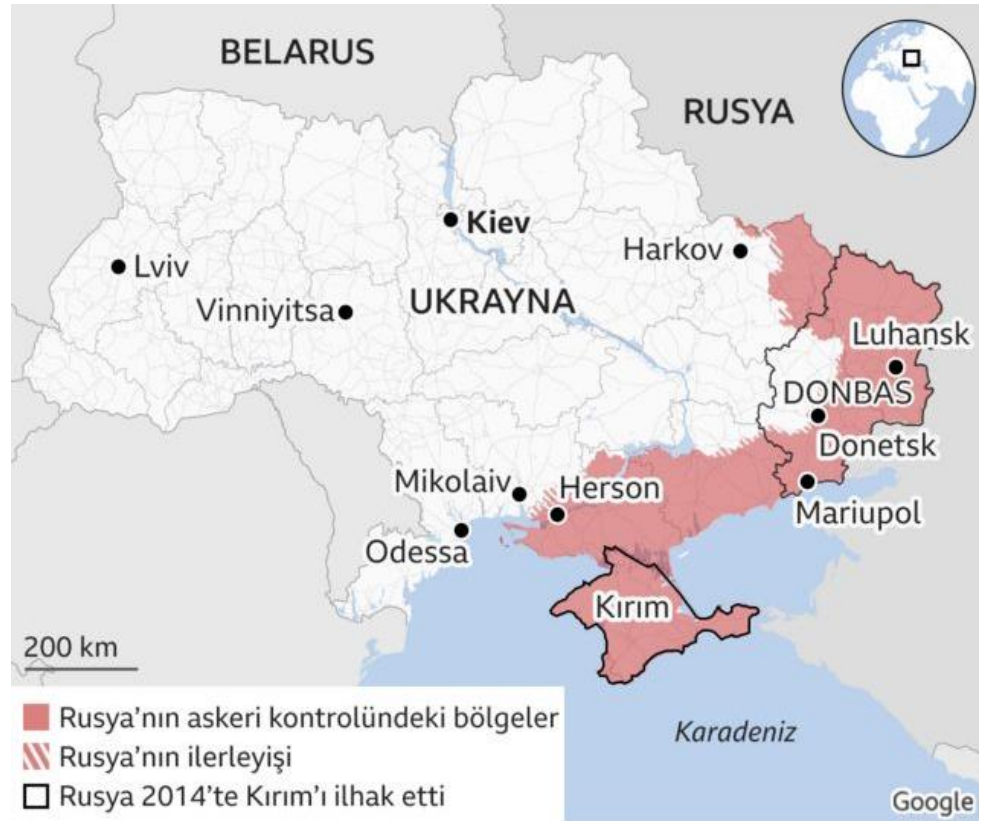 BELARUS
RUSYA
Kiev
Harkov
Lviv
Vinniyitsa
UKRAYNA
Luhansk
DONBAS
Donetsk
Mikolaiv
Herson
Mariupol
Odessa
Kırım
200 km
Rusya’nın askeri kontrolündeki bölgeler
Rusya’nın ilerleyişi
Karadeniz
Rusya 2014’te Kırım’ı ilhak etti
Google